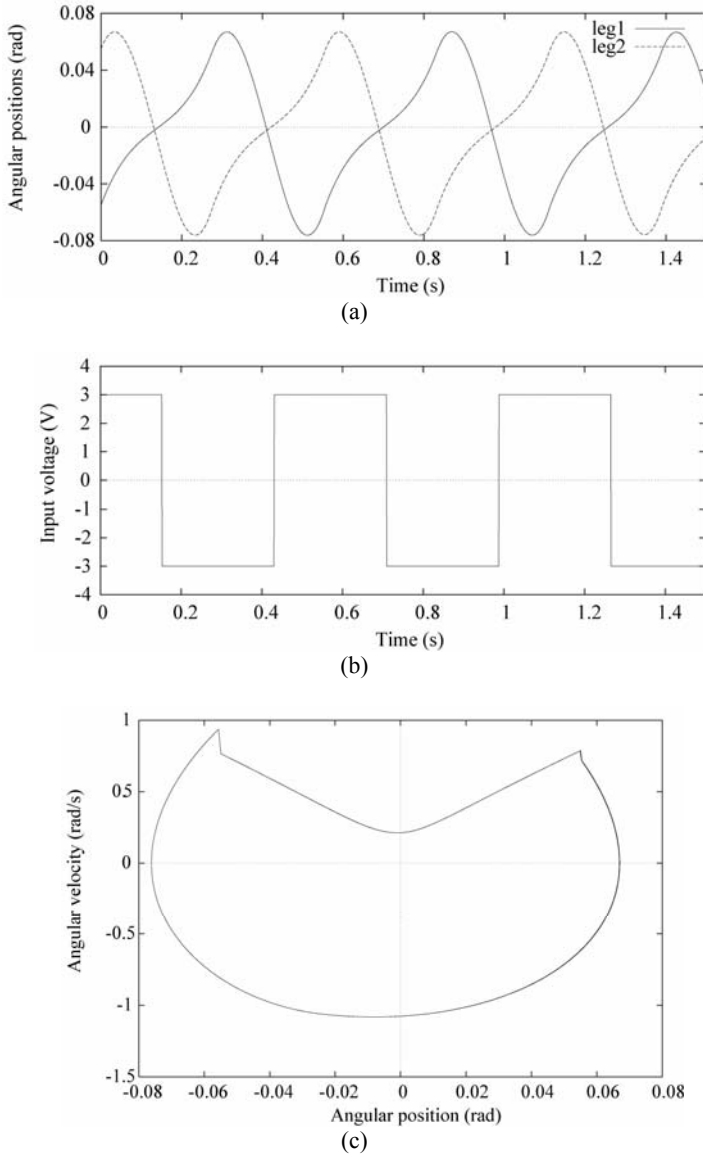 Angular positions (rad)
0.08
0.04
0
-0.04
-0.08
leg1
leg2
0 0.2 0.4 0.6 0.8 1 1.2 1.4
Time (s)
(a)
Input voltage (V)
4
3
2
1
0
-1
-2
-3
-4
0 0.2 0.4 0.6 0.8 1 1.2 1.4
Time (s)
(b)
Angular velocity (rad/s)
1
0.5
0
-0.5
-1
-1.5
-0.08 -0.06 -0.04 -0.02 0 0.02 0.04 0.06 0.08
Angular position (rad)
(c)